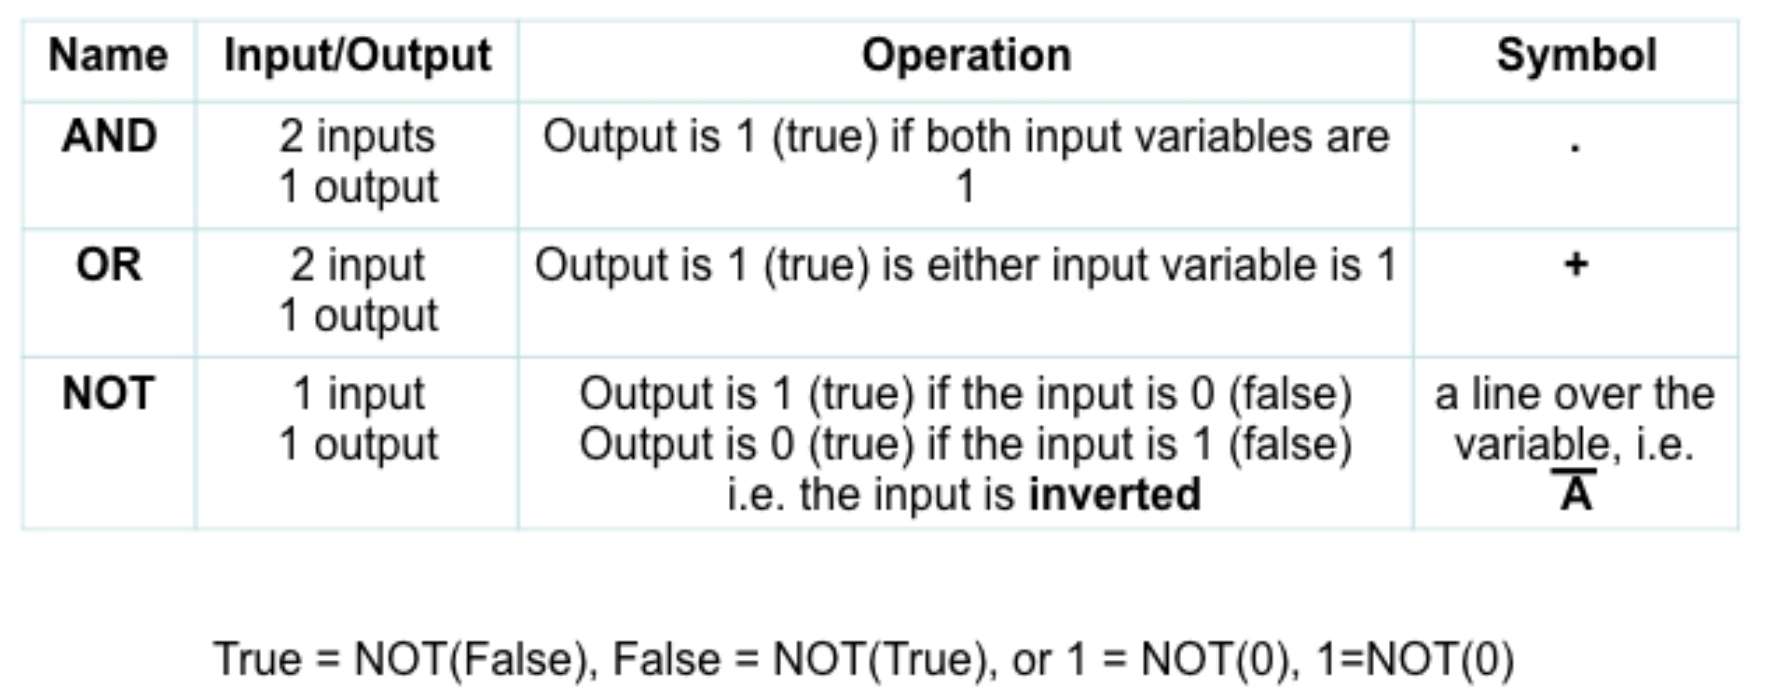 Name Input/Output Operation Symbol
AND 2 inputs Output is 1 (true) if both input variables are .
1 output 1
OR 2 input Output is 1 (true) is either input variable is 1 +
1 output
NOT 1 input Output is 1 (true) if the input is 0 (false) a line over the
1 output Output is 0 (true) if the input is 1 (false) variable, i.e.
i.e. the input is inverted A̅
True = NOT(False), False = NOT(True), or 1 = NOT(0), 1=NOT(0)